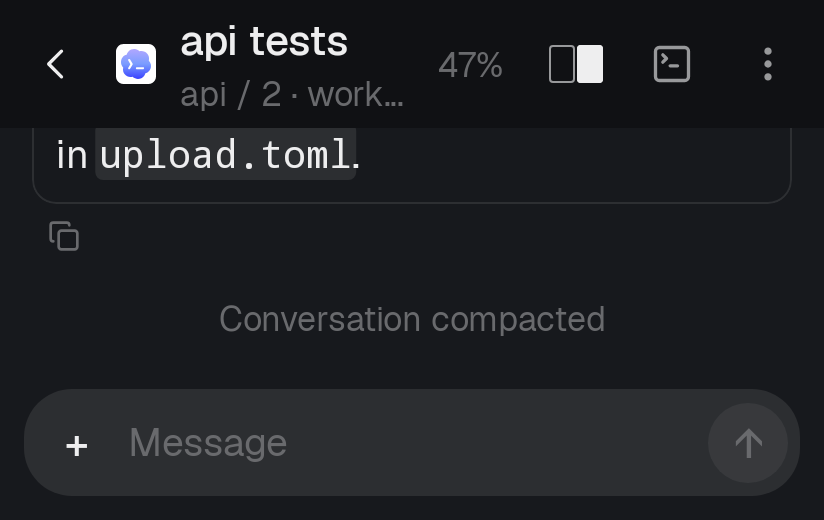 api tests
47%
api / 2 · work...
in upload.toml.
Conversation compacted
+ Message